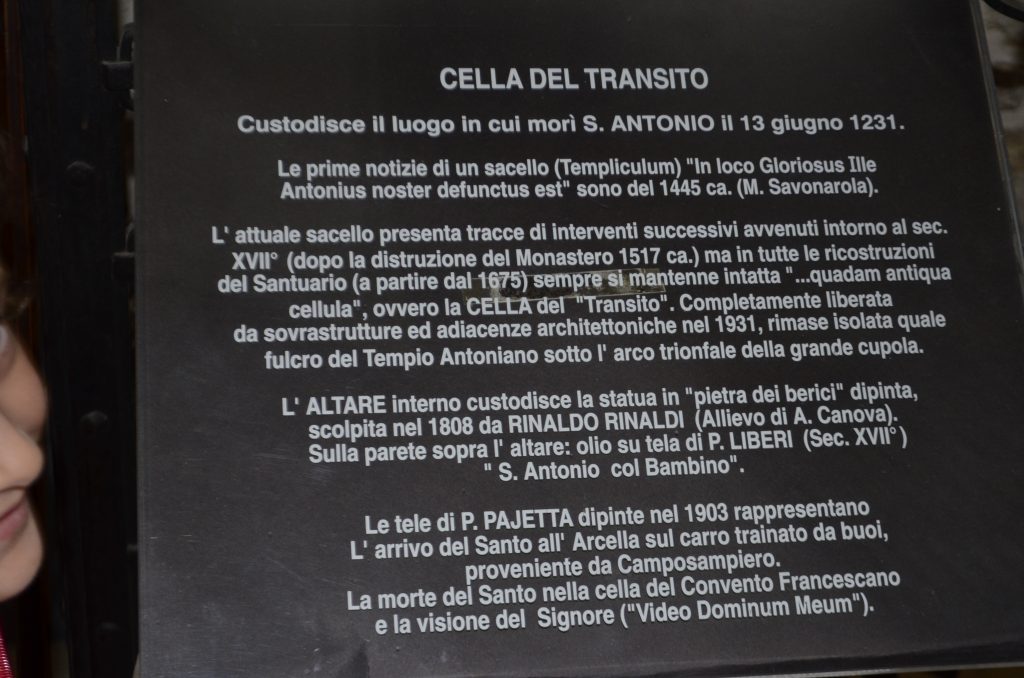 CELLA DEL TRANSITO
Custodisce il luogo in cui morì S. ANTONIO il 13 giugno 1231.
Le prime notizie di un sacello (Templiculum) "In loco Gloriosus Ille
Antonius noster defunctus est" sono del 1445 ca. (M. Savonarola).
L' attuale sacello presenta tracce di interventi successivi avvenuti intorno al sec.
XVII° (dopo la distruzione del Monastero 1517 ca.) ma in tutte le ricostruzioni
del Santuario (a partire dal 1675) sempre si mantenne intatta "...quadam antiqua
cellula", ovvero la CELLA del "Transito". Completamente liberata
da sovrastrutture ed adiacenze architettoniche nel 1931, rimase isolata quale
fulcro del Tempio Antoniano sotto l' arco trionfale della grande cupola.
L' ALTARE interno custodisce la statua in "pietra dei berici" dipinta,
scolpita nel 1808 da RINALDO RINALDI (Allievo di A. Canova).
Sulla parete sopra l' altare: olio su tela di P. LIBERI (Sec. XVII°)
" S. Antonio col Bambino".
Le tele di P. PAJETTA dipinte nel 1903 rappresentano
L' arrivo del Santo all' Arcella sul carro trainato da buoi,
proveniente da Camposampiero.
La morte del Santo nella cella del Convento Francescano
e la visione del Signore ("Video Dominum Meum").